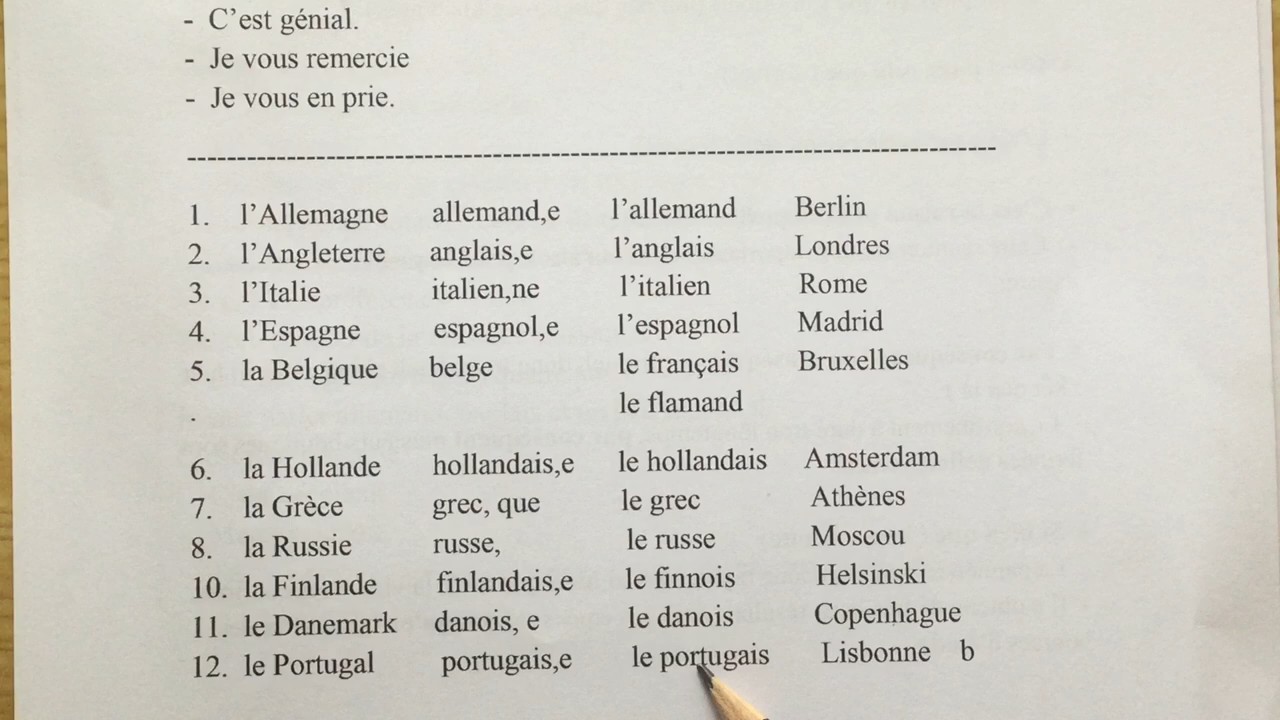 - C'est génial.
- Je vous remercie
- Je vous en prie.
--------------------------------------------------------------------------------
1. l'Allemagne allemand,e l'allemand Berlin
2. l'Angleterre anglais,e l'anglais Londres
3. l'Italie italien,ne l'italien Rome
4. l'Espagne espagnol,e l'espagnol Madrid
5. la Belgique belge le français Bruxelles
. le flamand
6. la Hollande hollandais,e le hollandais Amsterdam
7. la Grèce grec, que le grec Athènes
8. la Russie russe, le russe Moscou
10. la Finlande finlandais,e le finnois Helsinski
11. le Danemark danois, e le danois Copenhague
12. le Portugal portugais,e le portugais Lisbonne b